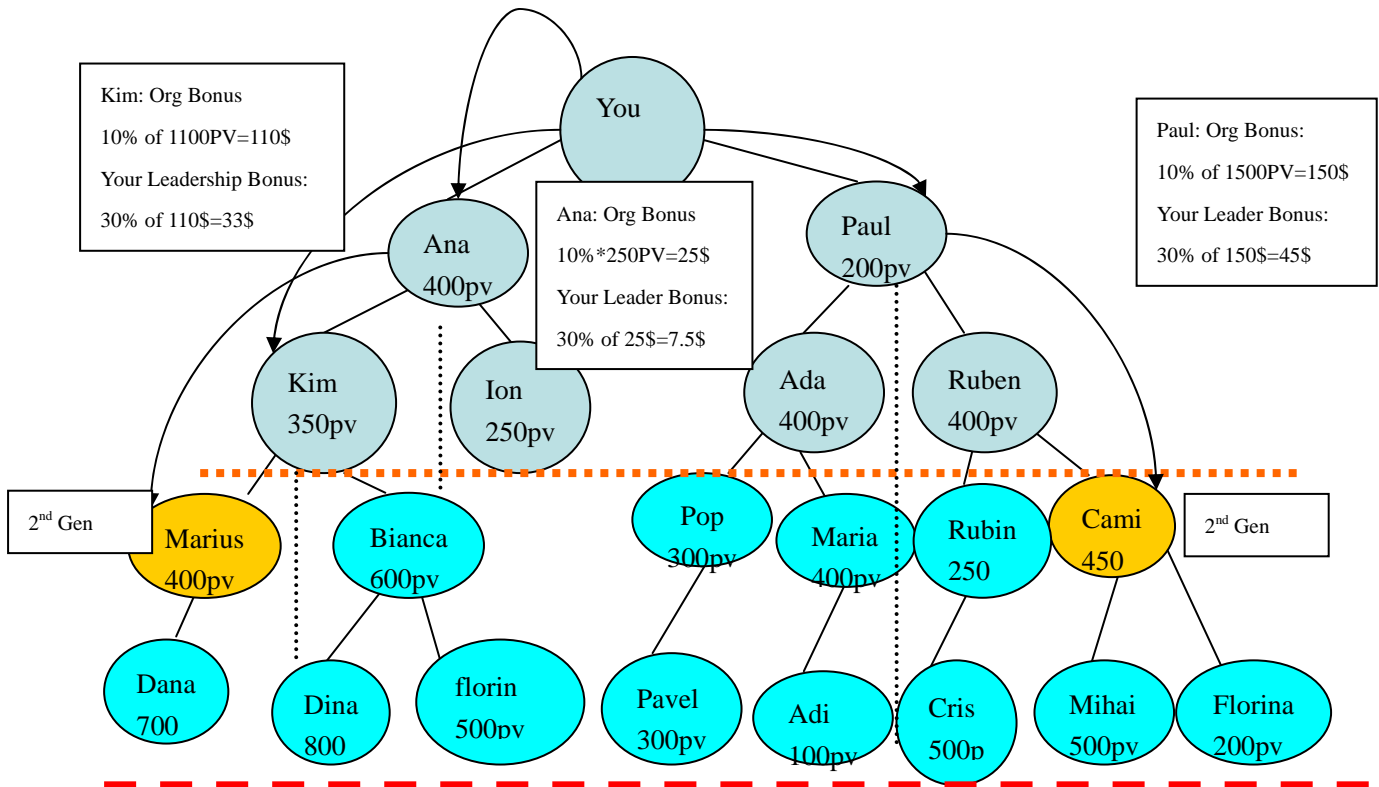 You
Kim: Org Bonus
10% of 1100PV=110$
Your Leadership Bonus:
30% of 110$=33$
Paul: Org Bonus:
10% of 1500PV=150$
Your Leader Bonus:
30% of 150$=45$
Ana: Org Bonus
10%*250PV=25$
Your Leader Bonus:
30% of 25$=7.5$
Ana
400pv
Paul
200pv
Kim
350pv
Ion
250pv
Ada
400pv
Ruben
400pv
2nd Gen
Marius
400pv
Bianca
600pv
Pop
300pv
Maria
400pv
Rubin
250
Cami
450
2nd Gen
Dana
700
Dina
800
florin
500pv
Pavel
300pv
Adi
100pv
Cris
500p
Mihai
500pv
Florina
200pv